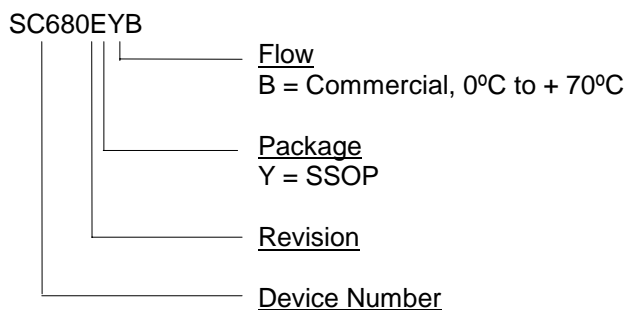 SC680EYB
Flow
B = Commercial, 0ºC to + 70ºC
Package
Y = SSOP
Revision
Device Number